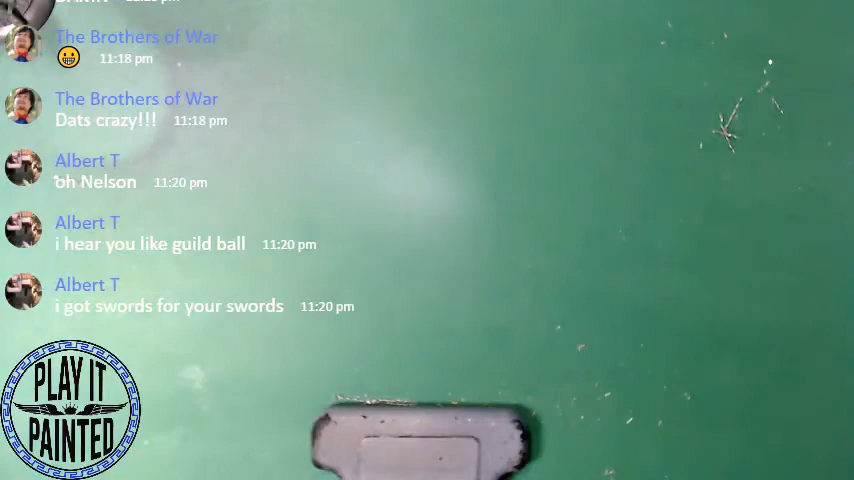 The Brothers of War
11:18 pm
The Brothers of War
Dats crazy!!! 11:18 pm
Albert T
oh Nelson 11:20 pm
Albert T
i hear you like guild ball 11:20 pm
Albert T
i got swords for your swords 11:20 pm
PLAY IT
PAINTED